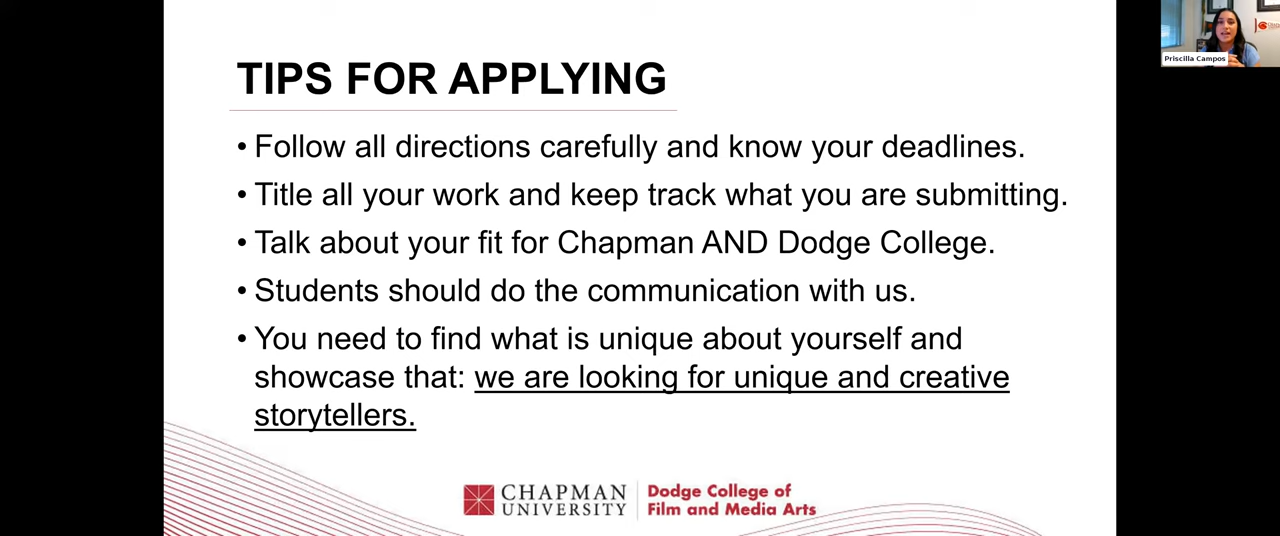 TIPS FOR APPLYING
• Follow all directions carefully and know your deadlines.
• Title all your work and keep track what you are submitting.
• Talk about your fit for Chapman AND Dodge College.
• Students should do the communication with us.
• You need to find what is unique about yourself and
showcase that: we are looking for unique and creative
storytellers.
CHAPMAN
UNIVERSITY
Dodge College of
Film and Media Arts
Priscilla Campos